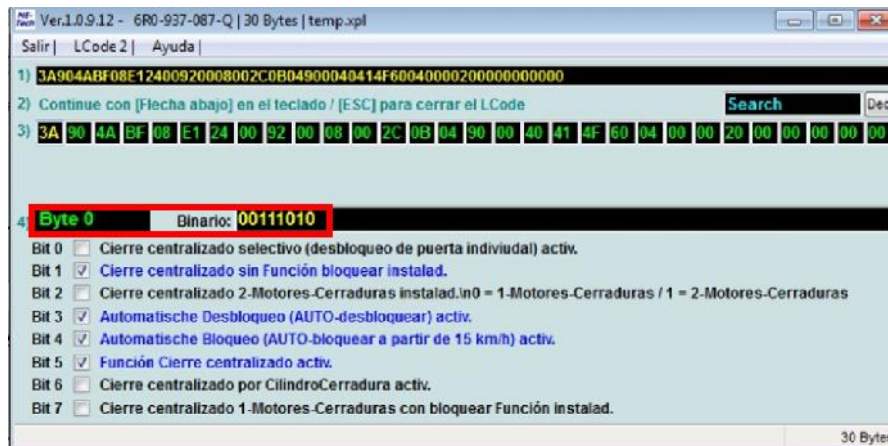 NE-Tech Ver.1.0.9.12 - 6R0-937-087-Q | 30 Bytes | temp.xpl
Salir | LCode 2 | Ayuda |
1) 3A904ABF08E12400920008002C0B04900040414F60040000200000000000
2) Continue con [Flecha abajo] en el teclado / [ESC] para cerrar el LCode Search Dec
3) 3A 90 4A BF 08 E1 24 00 92 00 08 00 2C 0B 04 90 00 40 41 4F 60 04 00 00 20 00 00 00 00 00
4) Byte 0 Binario: 00111010
Bit 0 Cierre centralizado selectivo (desbloqueo de puerta indiviudal) activ.
Bit 1 Cierre centralizado sin Función bloquear instalad.
Bit 2 Cierre centralizado 2-Motores-Cerraduras instalad.\n0 = 1-Motores-Cerraduras / 1 = 2-Motores-Cerraduras
Bit 3 Automatische Desbloqueo (AUTO-desbloquear) activ.
Bit 4 Automatische Bloqueo (AUTO-bloquear a partir de 15 km/h) activ.
Bit 5 Función Cierre centralizado activ.
Bit 6 Cierre centralizado por CilindroCerradura activ.
Bit 7 Cierre centralizado 1-Motores-Cerraduras con bloquear Función instalad.
30 Bytes